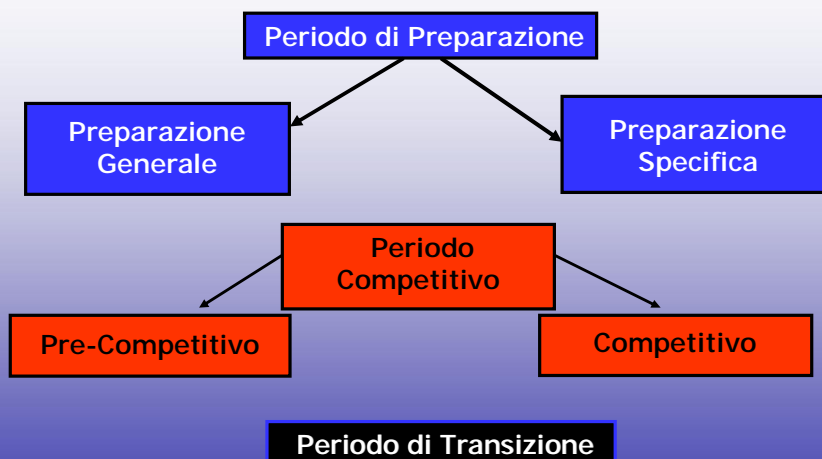 Periodo di Preparazione
Preparazione
Generale
Preparazione
Specifica
Periodo
Competitivo
Pre-Competitivo
Competitivo
Periodo di Transizione